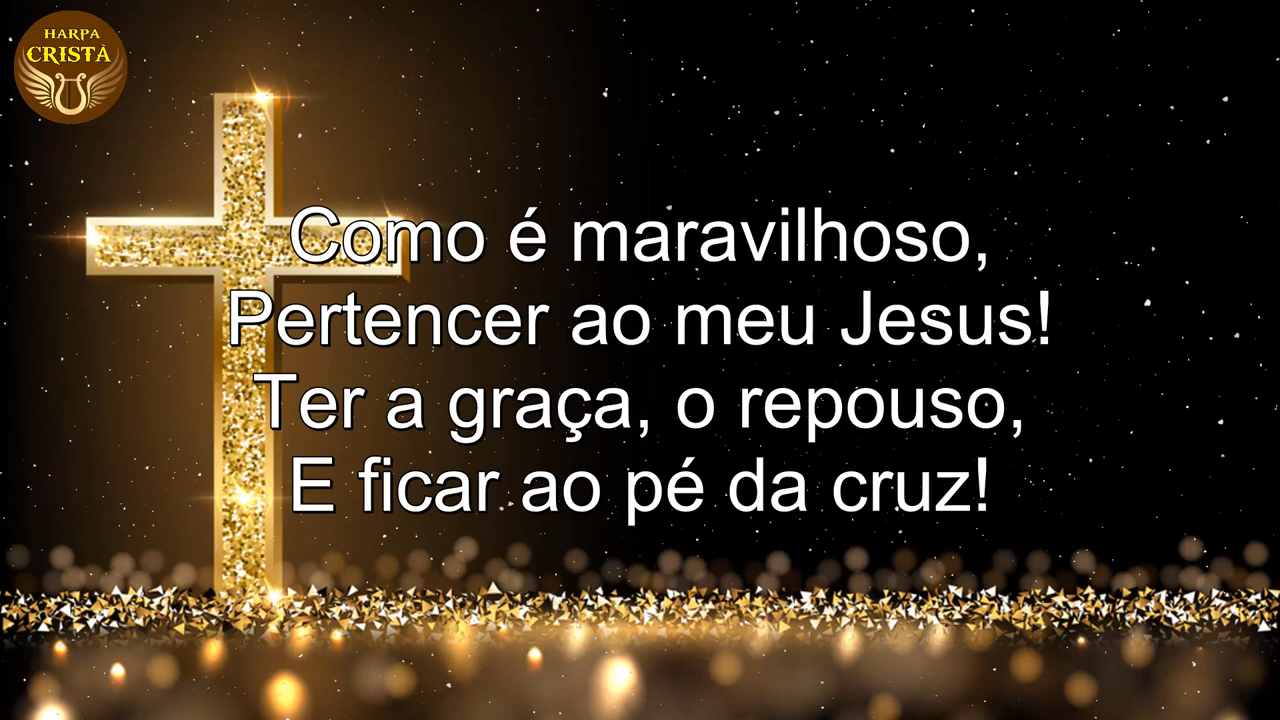 HARPA
CRISTÃ
Como é maravilhoso,
Pertencer ao meu Jesus!
Ter a graça, o repouso,
E ficar ao pé da cruz!